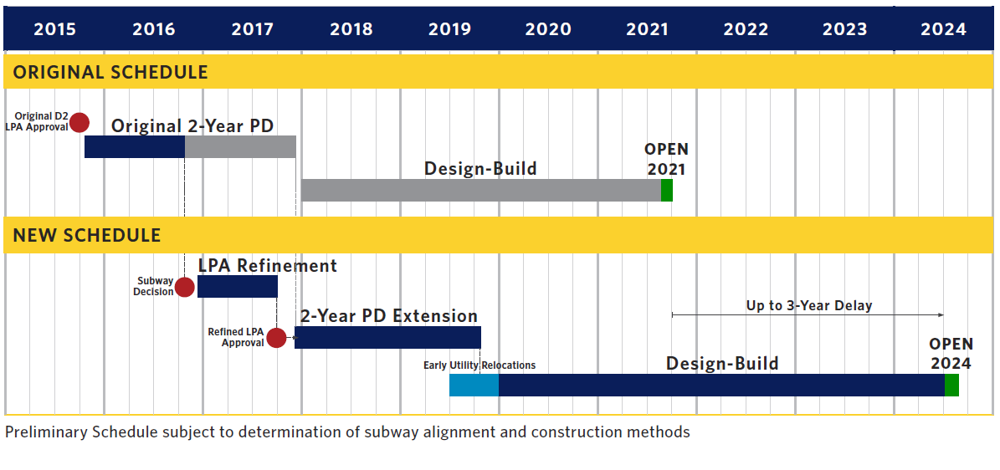 2015 2016 2017 2018 2019 2020 2021 2022 2023 2024
ORIGINAL SCHEDULE
Original D2
LPA Approval
Original 2-Year PD
OPEN
2021
Design-Build
NEW SCHEDULE
LPA Refinement
Subway
Decision
Up to 3-Year Delay
2-Year PD Extension
Refined LPA
Approval
OPEN
2024
Early Utility Relocations
Design-Build
Preliminary Schedule subject to determination of subway alignment and construction methods